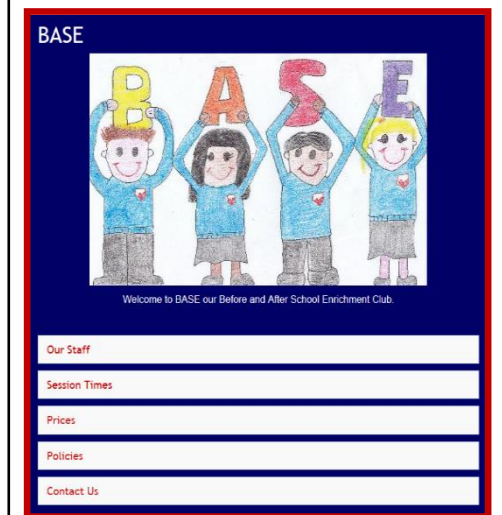 BASE
BASE
Welcome to BASE our Before and After School Enrichment Club.
Our Staff
Session Times
Prices
Policies
Contact Us